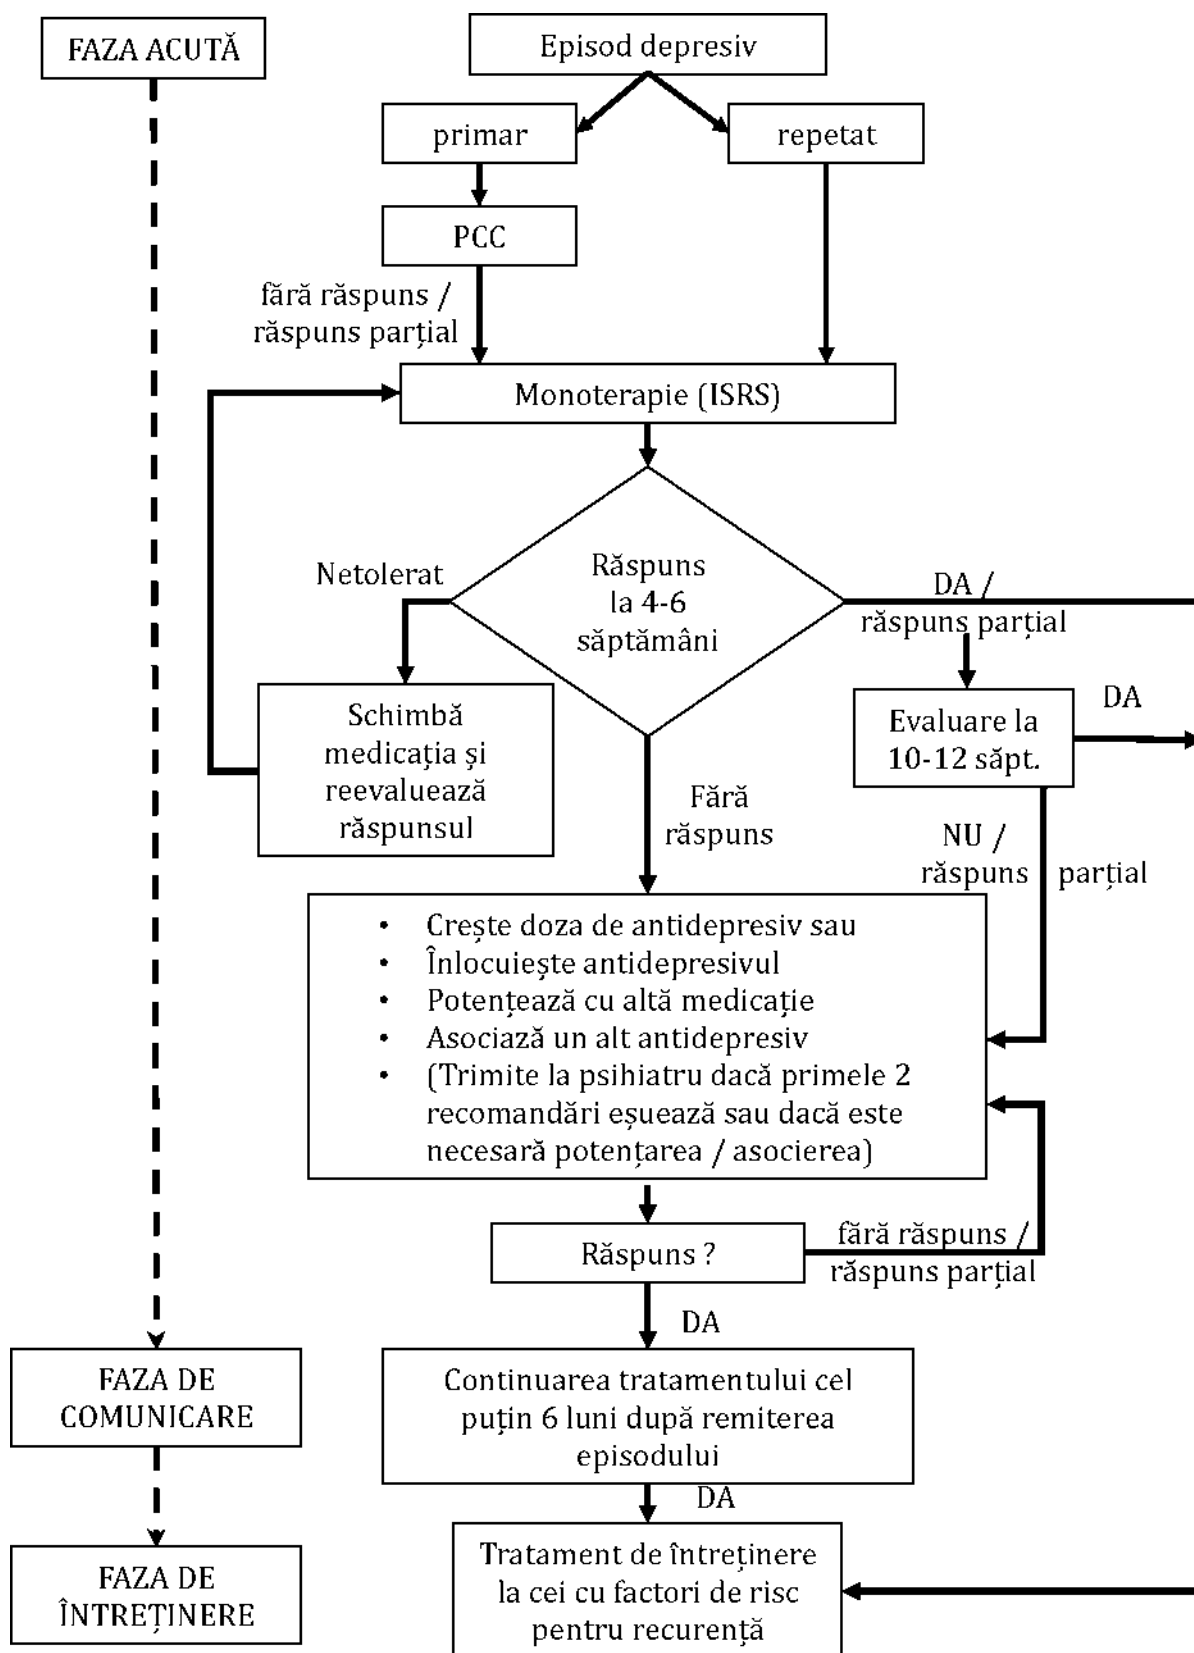 FAZA ACUTĂ
Episod depresiv
primar
repetat
PCC
fără răspuns /
răspuns parțial
Monoterapie (ISRS)
Răspuns
la 4-6
săptămâni
Netolerat
DA /
răspuns parțial
Schimbă
medicația și
reevaluează
răspunsul
Evaluare la
10-12 săpt.
DA
Fără
răspuns
NU /
răspuns parțial
• Crește doza de antidepresiv sau
• Înlocuiește antidepresivul
• Potențează cu altă medicație
• Asociază un alt antidepresiv
• (Trimite la psihiatru dacă primele 2
recomandări eșuează sau dacă este
necesară potențarea / asocierea)
Răspuns ?
fără răspuns /
răspuns parțial
DA
FAZA DE
COMUNICARE
Continuarea tratamentului cel
puțin 6 luni după remiterea
episodului
DA
FAZA DE
ÎNTREȚINERE
Tratament de întreținere
la cei cu factori de risc
pentru recurență